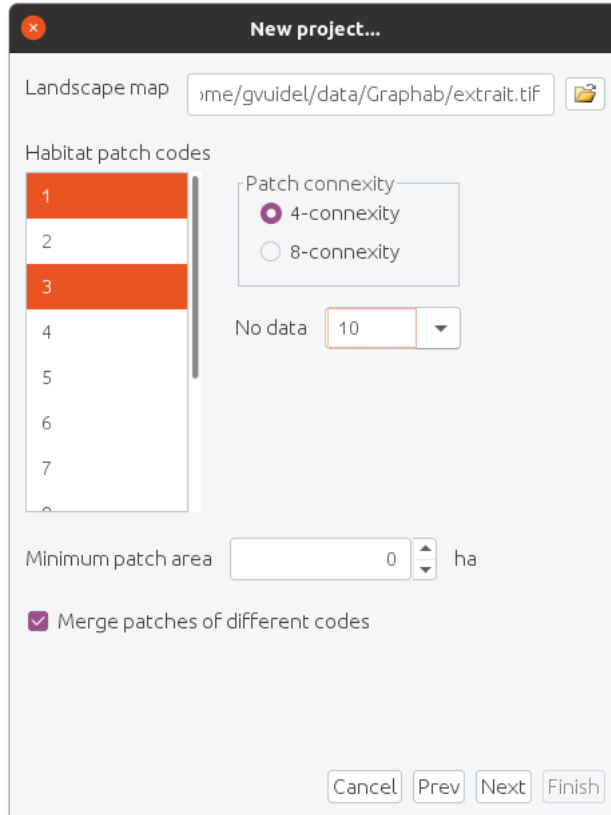 New project...
Landscape map ome/gvuidel/data/Graphab/extrait.tif
Habitat patch codes
1
2
3
4
5
6
7
Patch connexity
4-connexity
8-connexity
No data 10
Minimum patch area 0 ha
Merge patches of different codes
Cancel Prev Next Finish